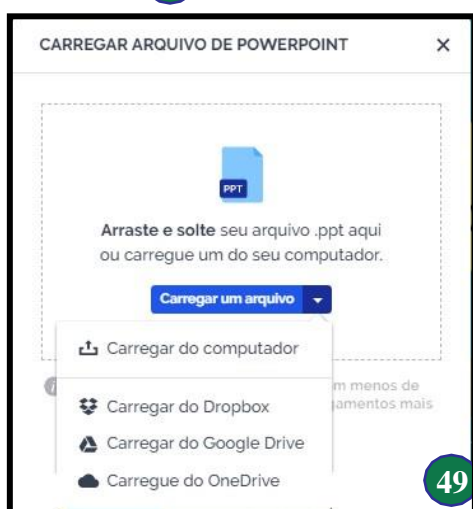 CARREGAR ARQUIVO DE POWERPOINT
PPT
Arraste e solte seu arquivo .ppt aqui
ou carregue um do seu computador.
Carregar um arquivo
Carregar do computador
m menos de
Carregar do Dropbox
amentos mais
Carregar do Google Drive
Carregue do OneDrive
49